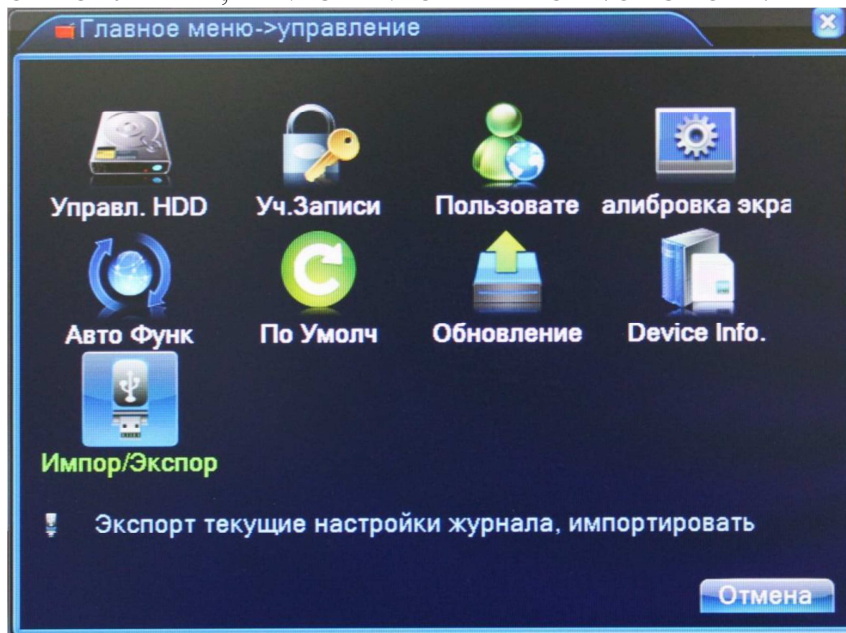 Главное меню->управление
Управл. HDD Уч.Записи Пользовате алибровка экра
Авто Функ По Умолч Обновление Device Info.
Импор/Экспор
Экспорт текущие настройки журнала, импортировать
Отмена